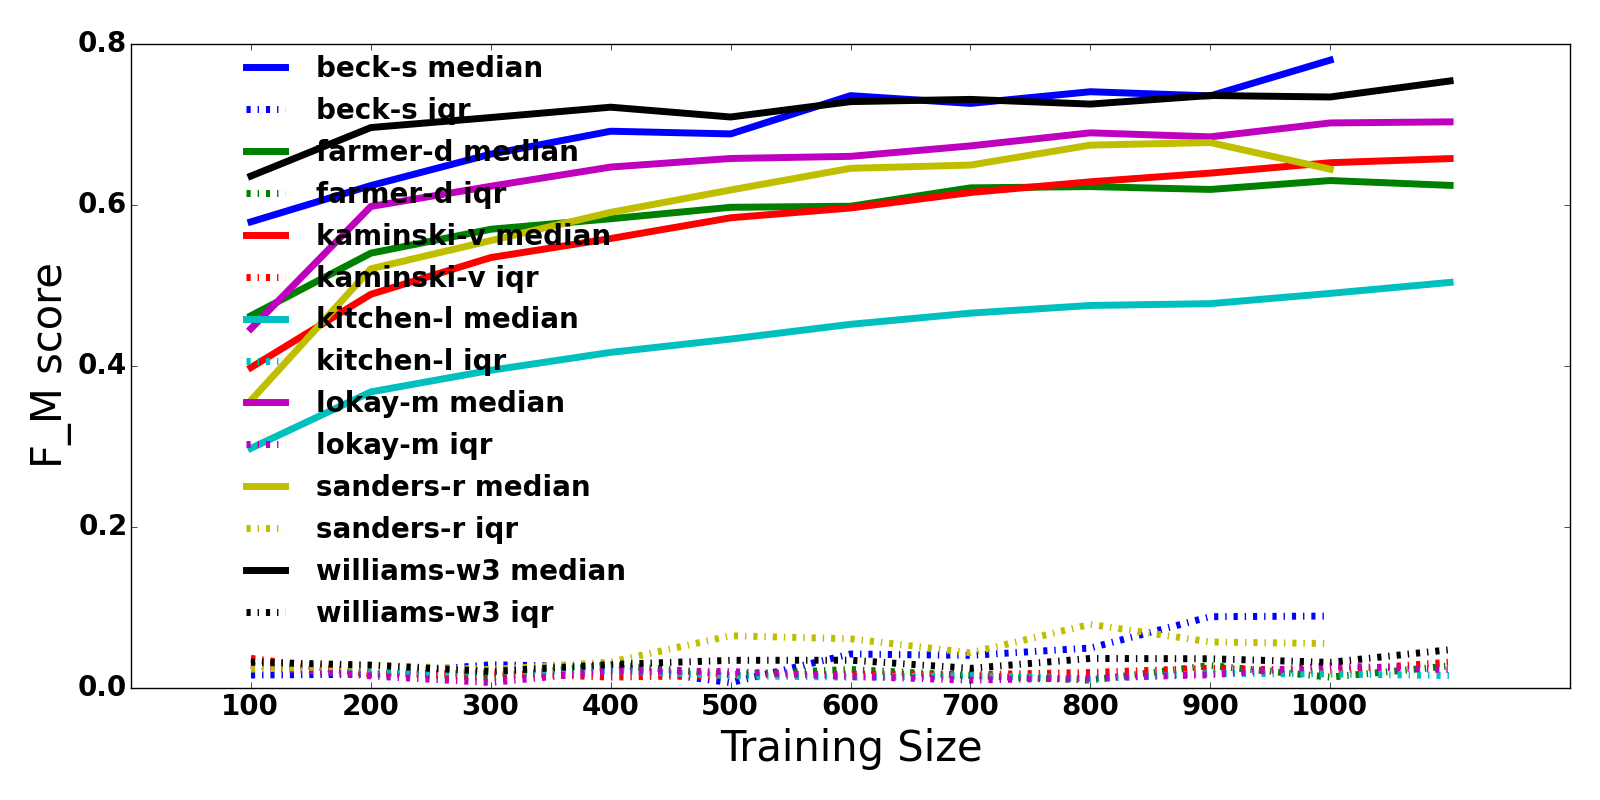 0.8
0.6
0.4
0.2
0.0
F_M score
beck-s median
beck-s iqr
farmer-d median
farmer-d iqr
kaminski-v median
kaminski-v iqr
kitchen-l median
kitchen-l iqr
lokay-m median
lokay-m iqr
sanders-r median
sanders-r iqr
williams-w3 median
williams-w3 iqr
100 200 300 400 500 600 700 800 900 1000
Training Size